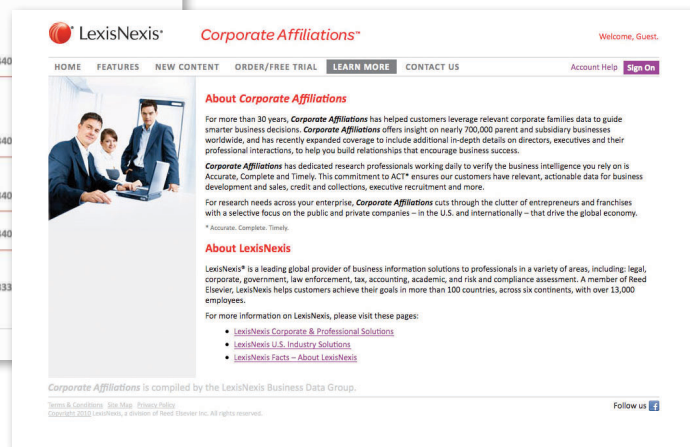 440
440
440
440
333
LexisNexis® Corporate Affiliations™ Welcome, Guest.
HOME FEATURES NEW CONTENT ORDER/FREE TRIAL LEARN MORE CONTACT US Account Help Sign On
About Corporate Affiliations
For more than 30 years, Corporate Affiliations has helped customers leverage relevant corporate families data to guide
smarter business decisions. Corporate Affiliations offers insight on nearly 700,000 parent and subsidiary businesses
worldwide, and has recently expanded coverage to include additional in-depth details on directors, executives and their
professional interactions, to help you build relationships that encourage business success.
Corporate Affiliations has dedicated research professionals working daily to verify the business intelligence you rely on is
Accurate, Complete and Timely. This commitment to ACT* ensures our customers have relevant, actionable data for business
development and sales, credit and collections, executive recruitment and more.
For research needs across your enterprise, Corporate Affiliations cuts through the clutter of entrepreneurs and franchises
with a selective focus on the public and private companies – in the U.S. and internationally – that drive the global economy.
* Accurate. Complete. Timely.
About LexisNexis
LexisNexis® is a leading global provider of business information solutions to professionals in a variety of areas, including: legal,
corporate, government, law enforcement, tax, accounting, academic, and risk and compliance assessment. A member of Reed
Elsevier, LexisNexis helps customers achieve their goals in more than 100 countries, across six continents, with over 13,000
employees.
For more information on LexisNexis, please visit these pages:
• LexisNexis Corporate & Professional Solutions
• LexisNexis U.S. Industry Solutions
• LexisNexis Facts – About LexisNexis
Corporate Affiliations is compiled by the LexisNexis Business Data Group.
Terms & Conditions Site Map Privacy Policy Follow us f
Copyright 2010 LexisNexis, a division of Reed Elsevier Inc. All rights reserved.